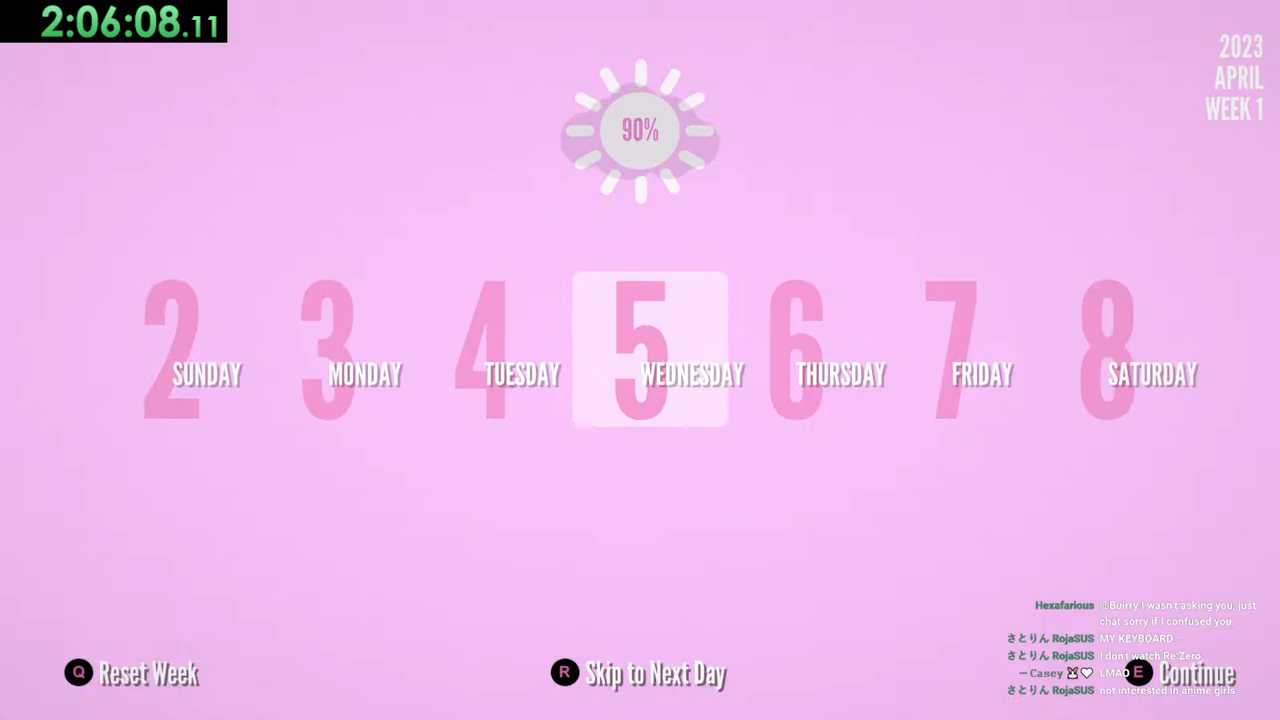 2:06:08.11
2023
APRIL
WEEK 1
90%
2 SUNDAY
3 MONDAY
4 TUESDAY
5 WEDNESDAY
6 THURSDAY
7 FRIDAY
8 SATURDAY
Hexafarious @Buirry I wasn't asking you, just
chat sorry if I confused you.
さとりん RojaSUS MY KEYBOARD
さとりん RojaSUS I don't watch Re:Zero
— Casey LMAO
さとりん RojaSUS not interested in anime girls
Q Reset Week
R Skip to Next Day
E Continue